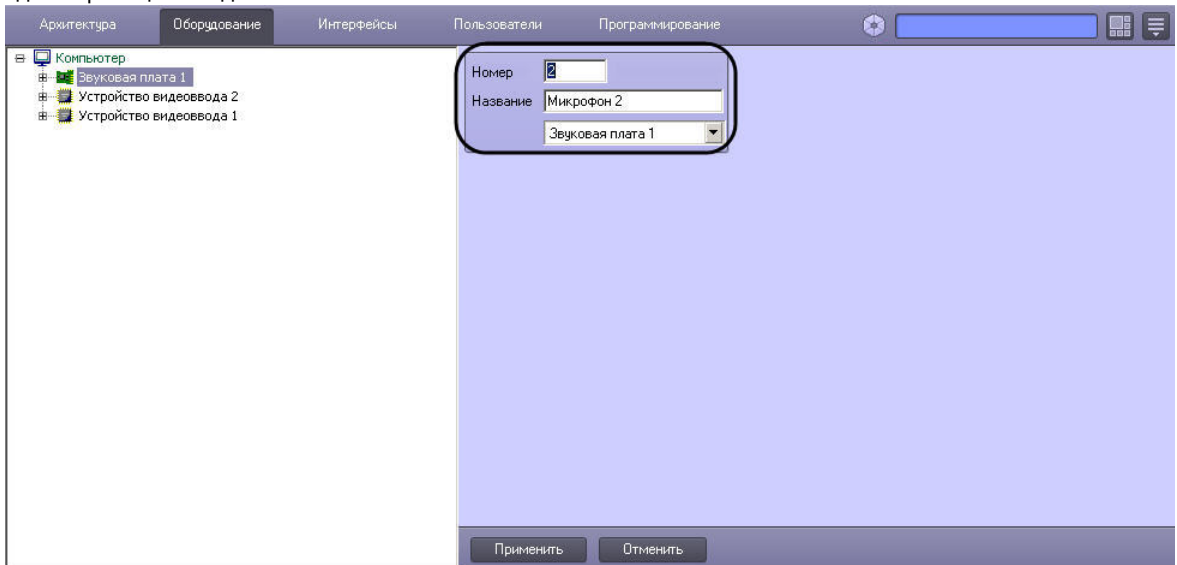 Архитектура Оборудование Интерфейсы Пользователи Программирование
Компьютер
Звуковая плата 1
Устройство видеоввода 2
Устройство видеоввода 1
Номер 2
Название Микрофон 2
Звуковая плата 1
Применить Отменить